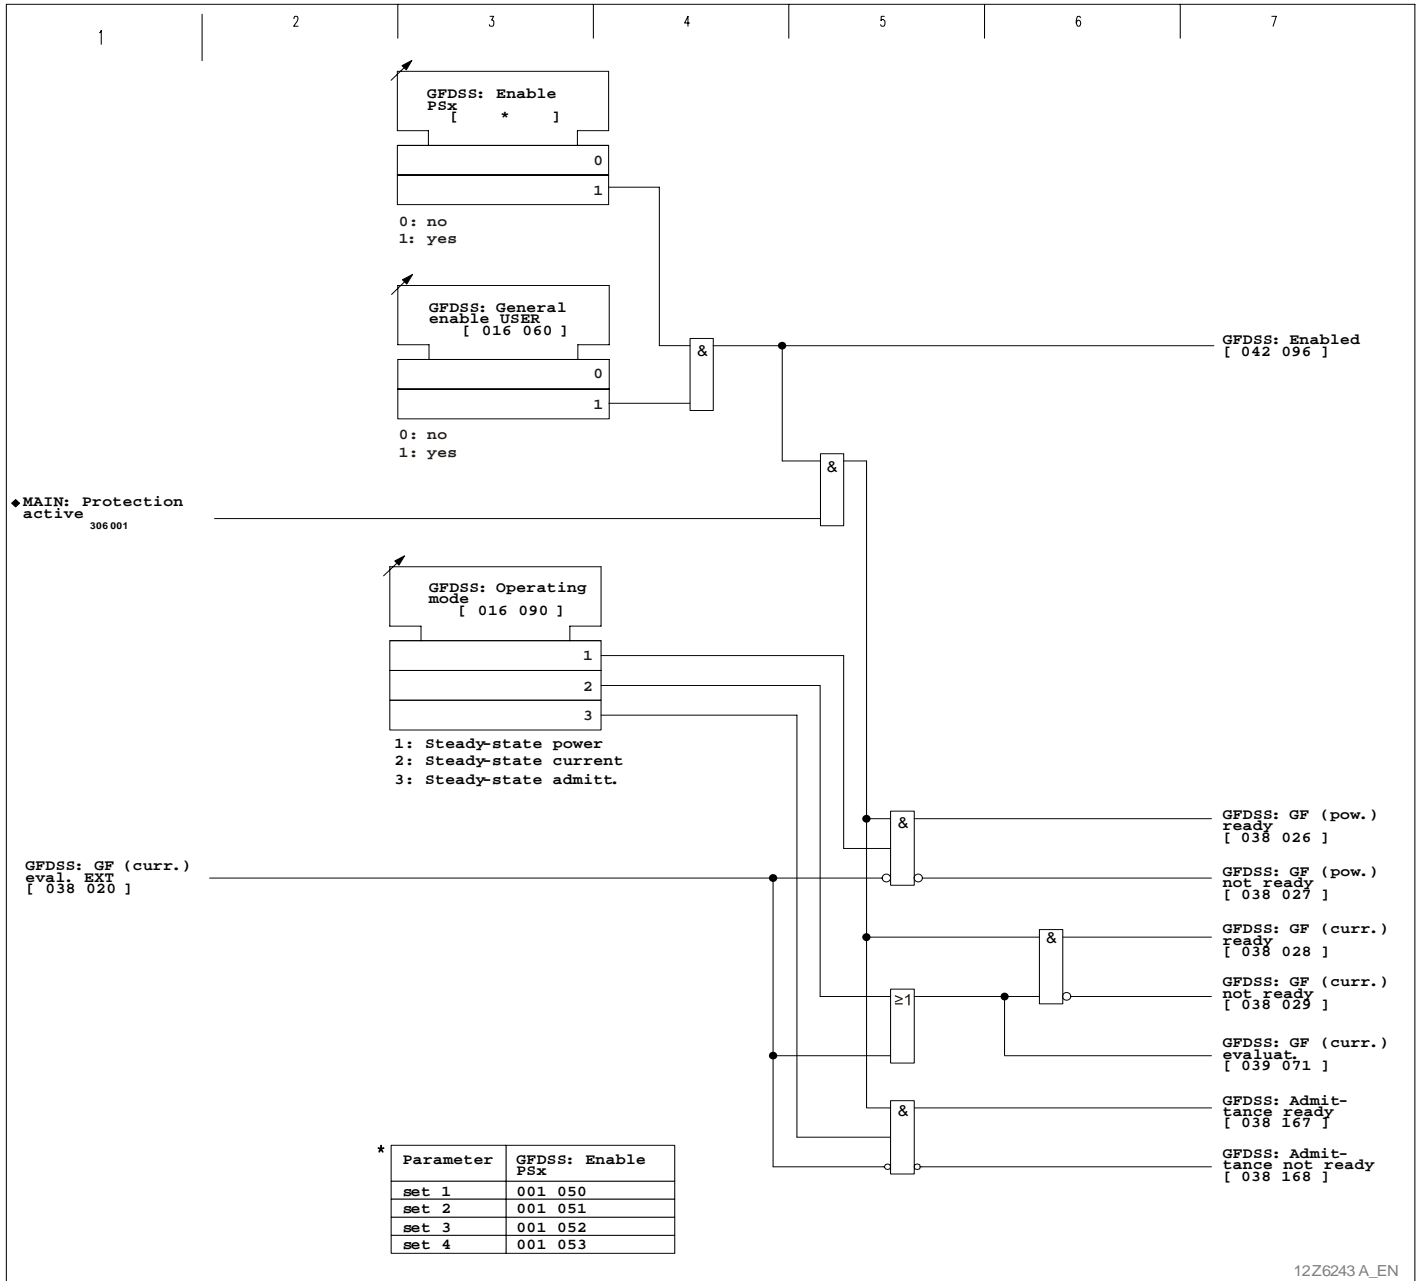 1 2 3 4 5 6 7
GFDSS: Enable
PSx
[ * ]
0
1
0: no
1: yes
GFDSS: General
enable USER
[ 016 060 ]
0
1
0: no
1: yes
&
GFDSS: Enabled
[ 042 096 ]
&
MAIN: Protection
active
306 001
GFDSS: Operating
mode
[ 016 090 ]
1
2
3
1: Steady-state power
2: Steady-state current
3: Steady-state admitt.
GFDSS: GF (curr.)
eval. EXT
[ 038 020 ]
&
GFDSS: GF (pow.)
ready
[ 038 026 ]
GFDSS: GF (pow.)
not ready
[ 038 027 ]
&
GFDSS: GF (curr.)
ready
[ 038 028 ]
≥1
GFDSS: GF (curr.)
not ready
[ 038 029 ]
GFDSS: GF (curr.)
evaluat.
[ 039 071 ]
&
GFDSS: Admit-
tance ready
[ 038 167 ]
GFDSS: Admit-
tance not ready
[ 038 168 ]
*
Parameter GFDSS: Enable
PSx
set 1 001 050
set 2 001 051
set 3 001 052
set 4 001 053
12Z6243 A_EN